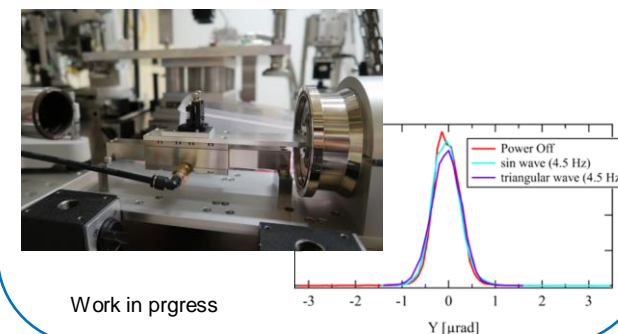 Power Off
sin wave (4.5 Hz)
triangular wave (4.5 Hz
-3 -2 -1 0 1 2 3
Y [μrad]
Work in prgress